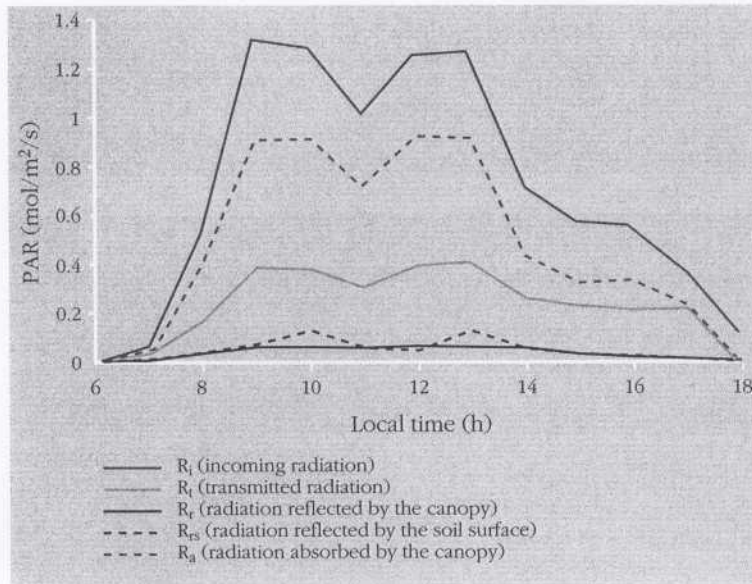 1.4
1.2
1
0.8
0.6
0.4
0.2
0
PAR (mol/m²/s)
6 8 10 12 14 16 18
Local time (h)
Rᵢ (incoming radiation)
Rₜ (transmitted radiation)
Rᵣ (radiation reflected by the canopy)
Rᵣₛ (radiation reflected by the soil surface)
Rₐ (radiation absorbed by the canopy)